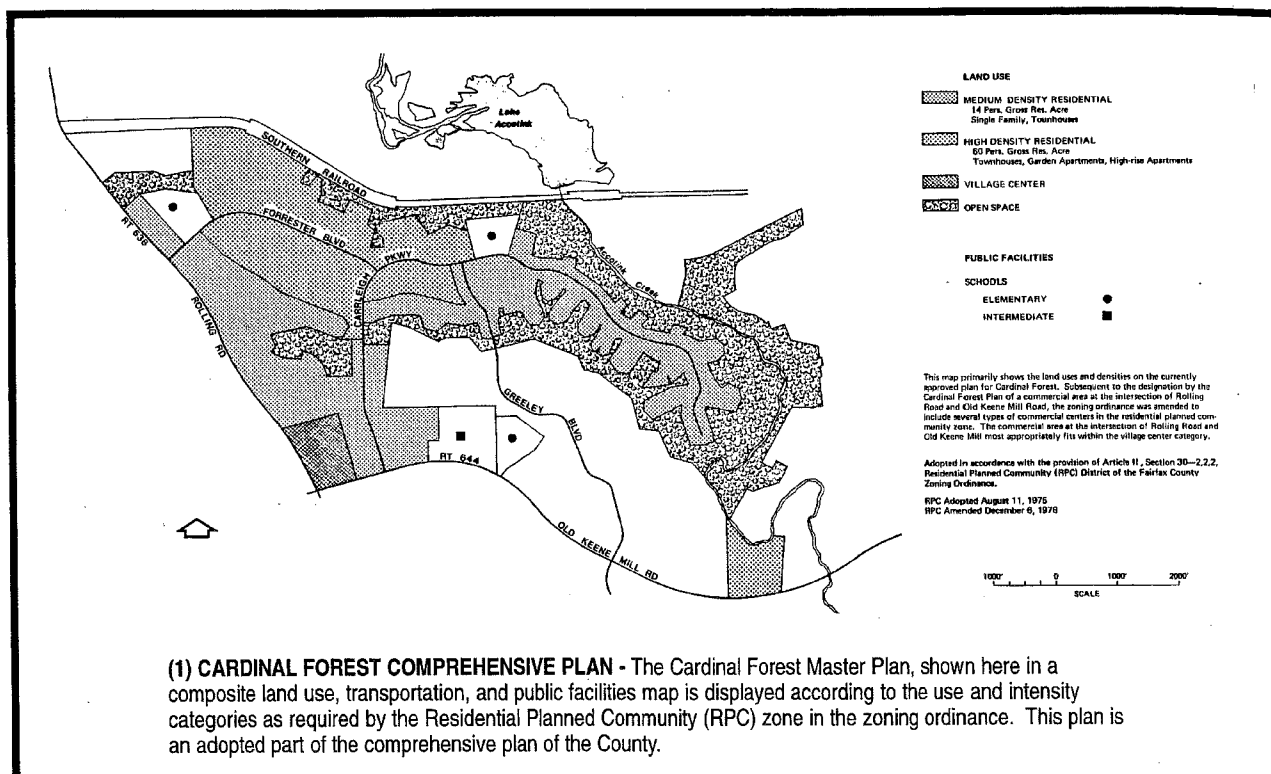 Lake
Accotink
SOUTHERN RAILROAD
RT 638
FORRESTER BLVD.
CARRLEIGH PKWY
ROLLING RD
Accotink Creek
GREELEY BLVD
RT 644
OLD KEENE MILL RD
LAND USE
MEDIUM DENSITY RESIDENTIAL
14 Pers. Gross Res. Acre
Single Family, Townhouses
HIGH DENSITY RESIDENTIAL
60 Pers. Gross Res. Acre
Townhouses, Garden Apartments, High-rise Apartments
VILLAGE CENTER
OPEN SPACE
PUBLIC FACILITIES
SCHOOLS
ELEMENTARY
INTERMEDIATE
This map primarily shows the land uses and densities on the currently
approved plan for Cardinal Forest. Subsequent to the designation by the
Cardinal Forest Plan of a commercial area at the intersection of Rolling
Road and Old Keene Mill Road, the zoning ordinance was amended to
include several types of commercial centers in the residential planned com-
munity zone. The commercial area at the intersection of Rolling Road and
Old Keene Mill most appropriately fits within the village center category.
Adopted in accordance with the provision of Article II, Section 30—2.2.2,
Residential Planned Community (RPC) District of the Fairfax County
Zoning Ordinance.
RPC Adopted August 11, 1975
RPC Amended December 6, 1976
1000' 0 1000' 2000'
SCALE
(1) CARDINAL FOREST COMPREHENSIVE PLAN - The Cardinal Forest Master Plan, shown here in a
composite land use, transportation, and public facilities map is displayed according to the use and intensity
categories as required by the Residential Planned Community (RPC) zone in the zoning ordinance. This plan is
an adopted part of the comprehensive plan of the County.